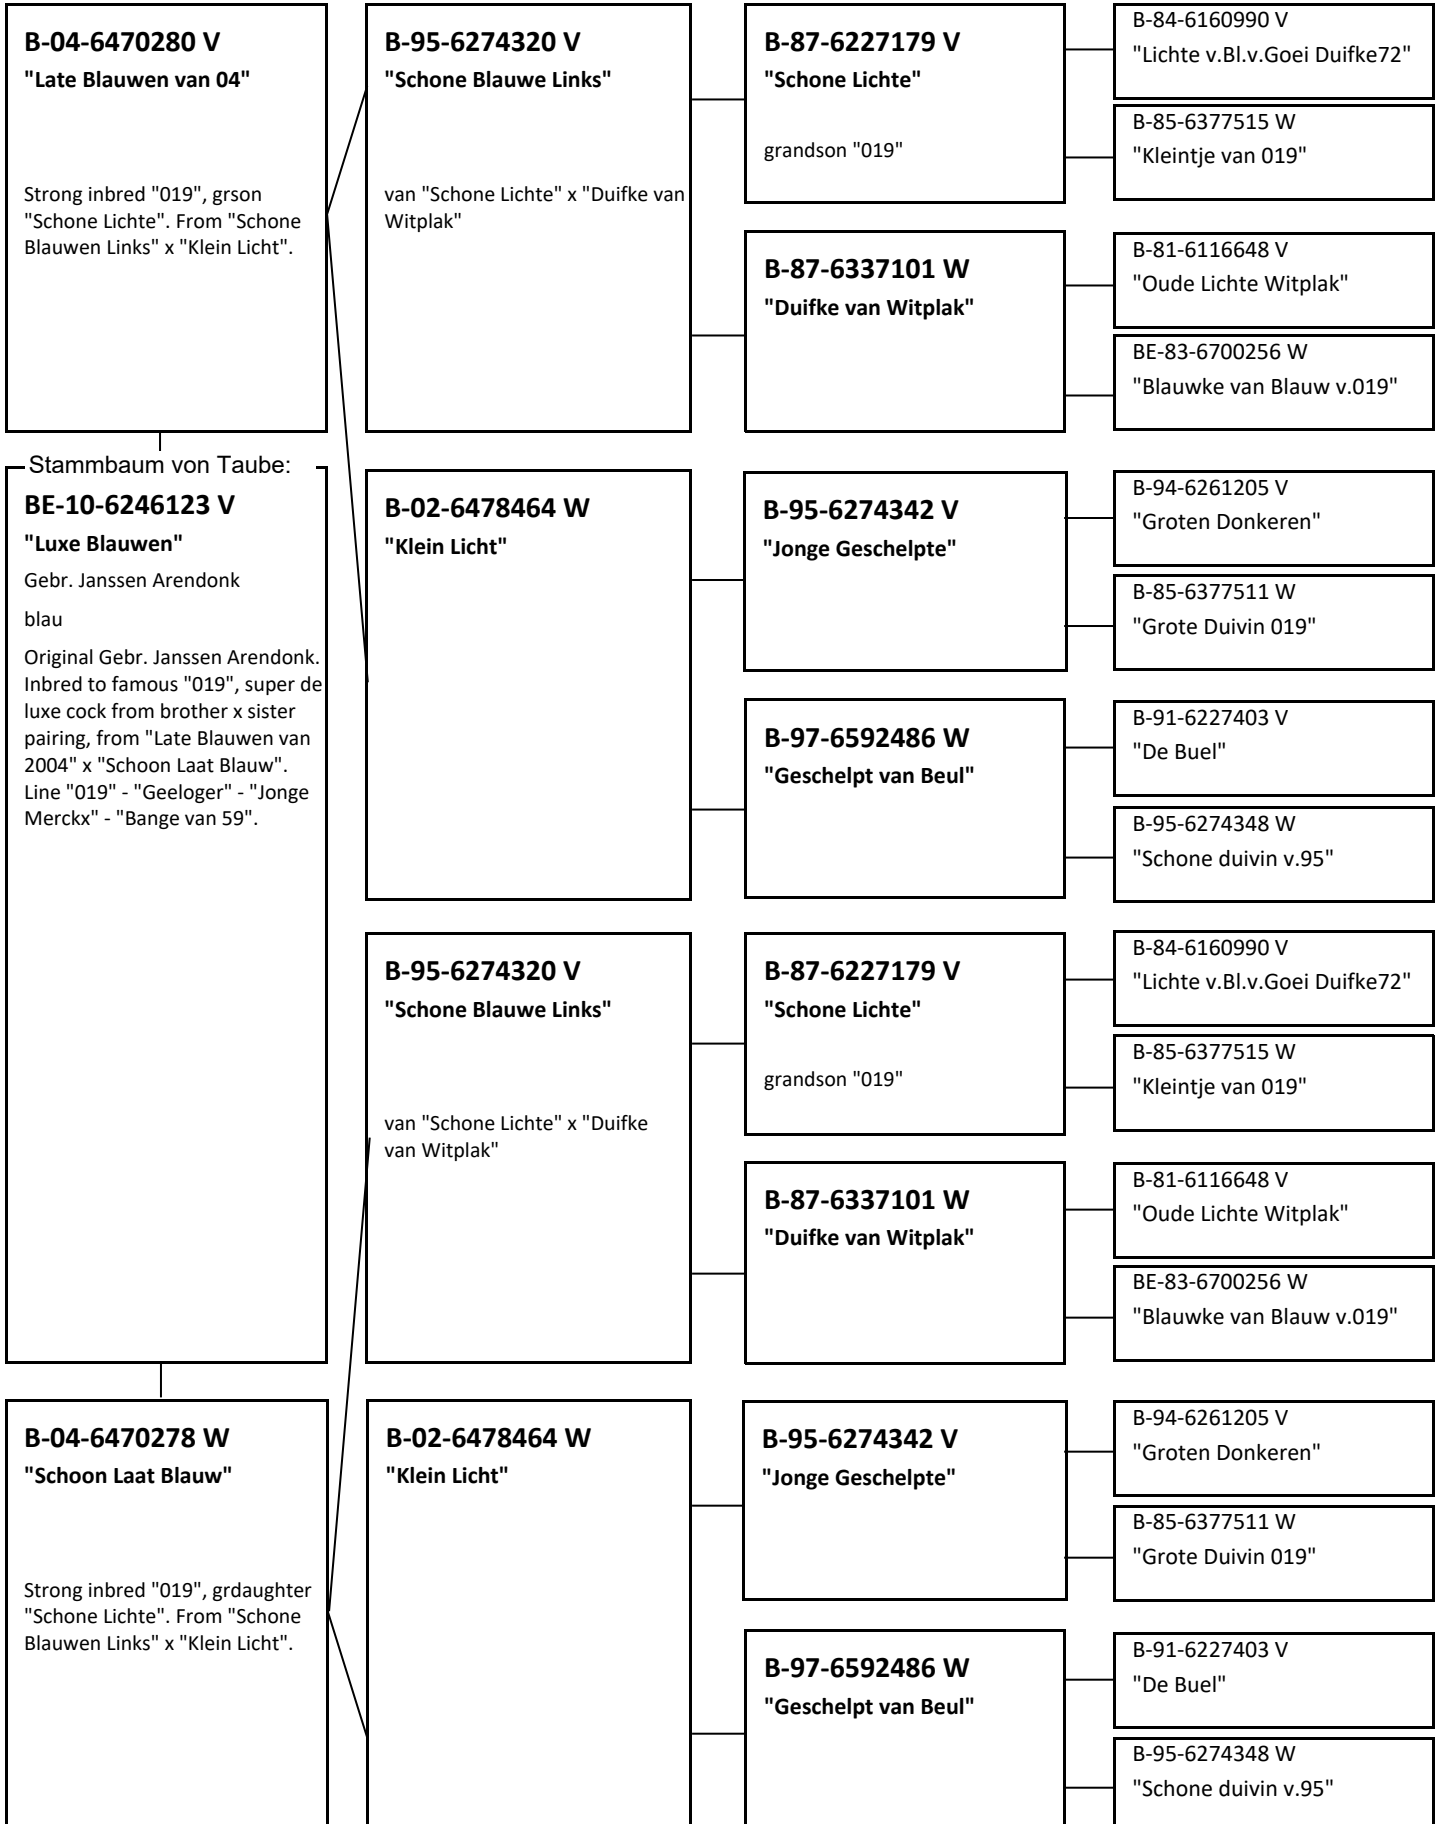 B-04-6470280 V
"Late Blauwen van 04"
Strong inbred "019", grson
"Schone Lichte". From "Schone
Blauwen Links" x "Klein Licht".
Stammbaum von Taube:
BE-10-6246123 V
"Luxe Blauwen"
Gebr. Janssen Arendonk
blau
Original Gebr. Janssen Arendonk.
Inbred to famous "019", super de
luxe cock from brother x sister
pairing, from "Late Blauwen van
2004" x "Schoon Laat Blauw".
Line "019" - "Geeloger" - "Jonge
Merckx" - "Bange van 59".
B-04-6470278 W
"Schoon Laat Blauw"
Strong inbred "019", grdaughter
"Schone Lichte". From "Schone
Blauwen Links" x "Klein Licht".
B-95-6274320 V
"Schone Blauwe Links"
van "Schone Lichte" x "Duifke van
Witplak"
B-02-6478464 W
"Klein Licht"
B-95-6274320 V
"Schone Blauwe Links"
van "Schone Lichte" x "Duifke
van Witplak"
B-02-6478464 W
"Klein Licht"
B-87-6227179 V
"Schone Lichte"
grandson "019"
B-87-6337101 W
"Duifke van Witplak"
B-95-6274342 V
"Jonge Geschelpte"
B-97-6592486 W
"Geschelpt van Beul"
B-87-6227179 V
"Schone Lichte"
grandson "019"
B-87-6337101 W
"Duifke van Witplak"
B-95-6274342 V
"Jonge Geschelpte"
B-97-6592486 W
"Geschelpt van Beul"
B-84-6160990 V
"Lichte v.Bl.v.Goei Duifke72"
B-85-6377515 W
"Kleintje van 019"
B-81-6116648 V
"Oude Lichte Witplak"
BE-83-6700256 W
"Blauwke van Blauw v.019"
B-94-6261205 V
"Groten Donkeren"
B-85-6377511 W
"Grote Duivin 019"
B-91-6227403 V
"De Buel"
B-95-6274348 W
"Schone duivin v.95"
B-84-6160990 V
"Lichte v.Bl.v.Goei Duifke72"
B-85-6377515 W
"Kleintje van 019"
B-81-6116648 V
"Oude Lichte Witplak"
BE-83-6700256 W
"Blauwke van Blauw v.019"
B-94-6261205 V
"Groten Donkeren"
B-85-6377511 W
"Grote Duivin 019"
B-91-6227403 V
"De Buel"
B-95-6274348 W
"Schone duivin v.95"